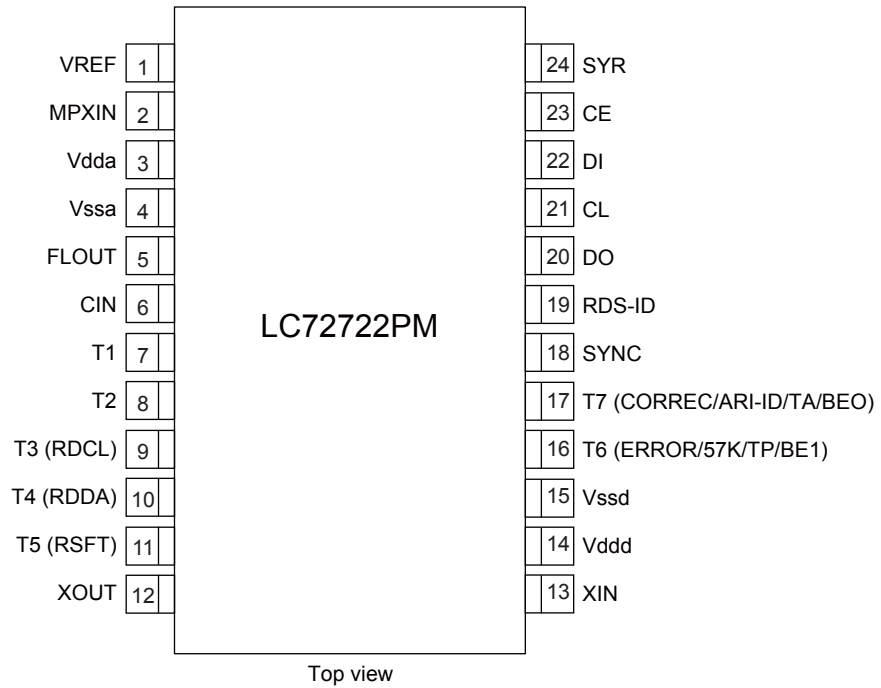 VREF 1 24 SYR
MPXIN 2 23 CE
Vdda 3 22 DI
Vssa 4 21 CL
FLOUT 5 20 DO
CIN 6 19 RDS-ID
LC72722PM
T1 7 18 SYNC
T2 8 17 T7 (CORREC/ARI-ID/TA/BEO)
T3 (RDCL) 9 16 T6 (ERROR/57K/TP/BE1)
T4 (RDDA) 10 15 Vssd
T5 (RSFT) 11 14 Vddd
XOUT 12 13 XIN
Top view